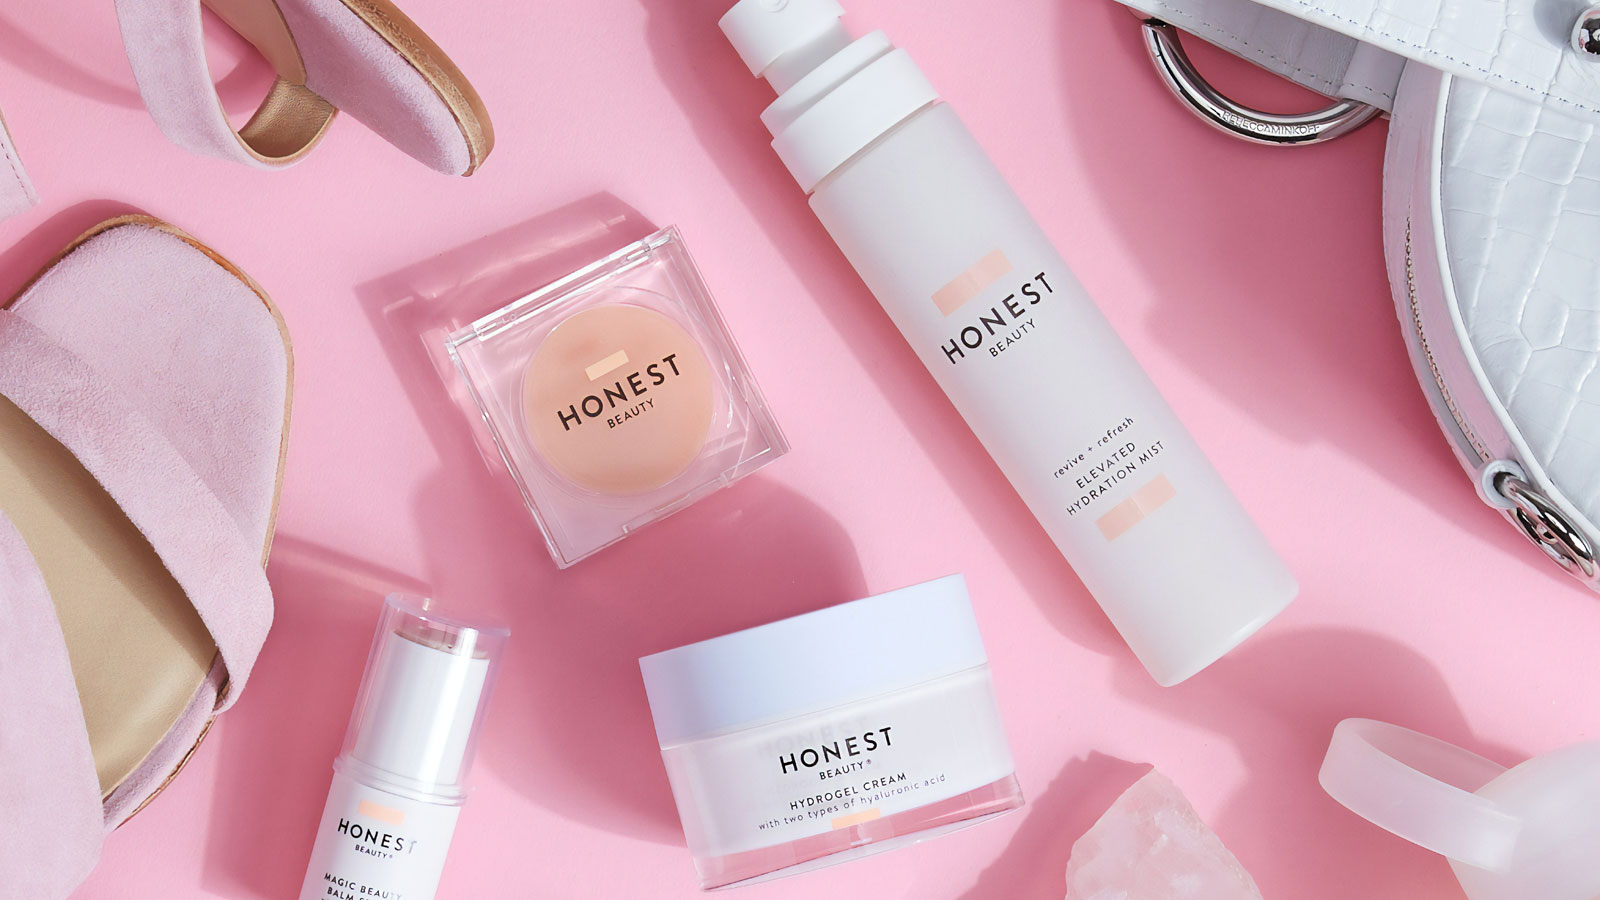 REBECCAMINKOFF
HONEST
BEAUTY
revive + refresh
ELEVATED
HYDRATION MIST
HONEST
BEAUTY
HONEST
BEAUTY®
HYDROGEL CREAM
with two types of hyaluronic acid
HONEST
BEAUTY®
MAGIC BEAUTY
BALM